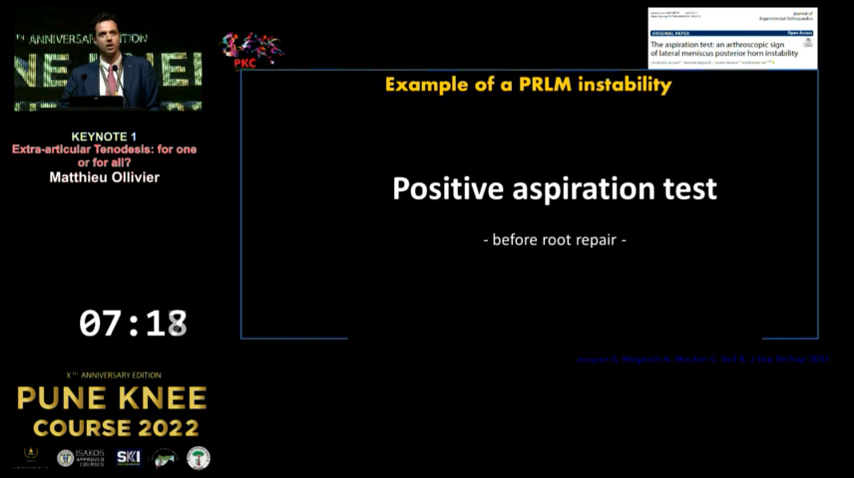 ANNIVERSARY EDITION
PKC
KEYNOTE 1
Extra-articular Tenodesis: for one
or for all?
Matthieu Ollivier
07:18
X TH ANNIVERSARY EDITION
PUNE KNEE
COURSE 2022
ISAKOS
APPROVED
COURSES
SKI
Journal of
Experimental Orthopaedics
ORIGINAL PAPER
Open Access
The aspiration test: an arthroscopic sign
of lateral meniscus posterior horn instability
Example of a PRLM instability
Positive aspiration test
- before root repair -